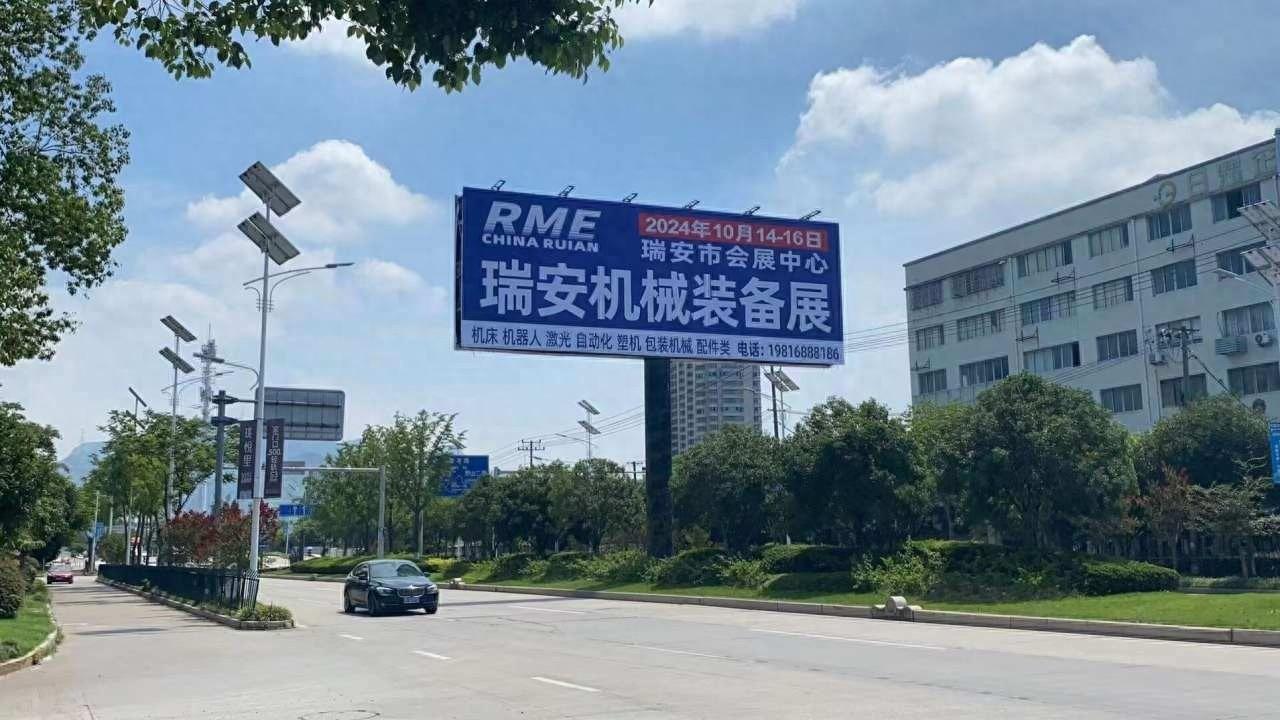 RME
CHINA RUIAN
2024年10月14-16日
瑞安市会展中心
瑞安机械装备展
机床 机器人 激光 自动化 塑机 包装机械 配件类 电话:19816888186